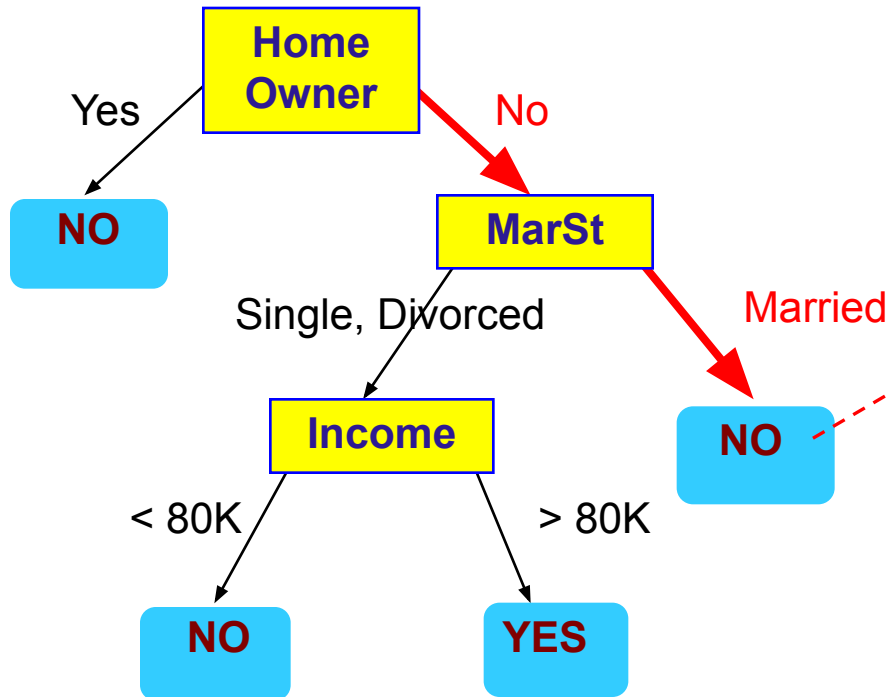 Home
Owner
Yes
No
NO
MarSt
Single, Divorced
Married
Income
NO
< 80K
> 80K
NO
YES